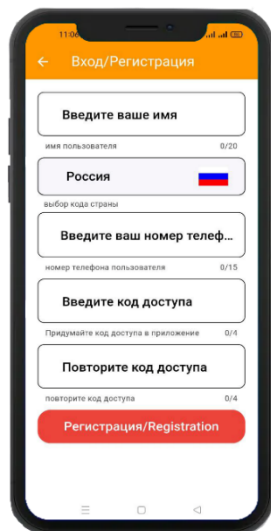 11:06
Вход/Регистрация
Введите ваше имя
имя пользователя 0/20
Россия
выбор кода страны
Введите ваш номер телеф...
номер телефона пользователя 0/15
Введите код доступа
Придумайте код доступа в приложение 0/4
Повторите код доступа
повторите код доступа 0/4
Регистрация/Registration